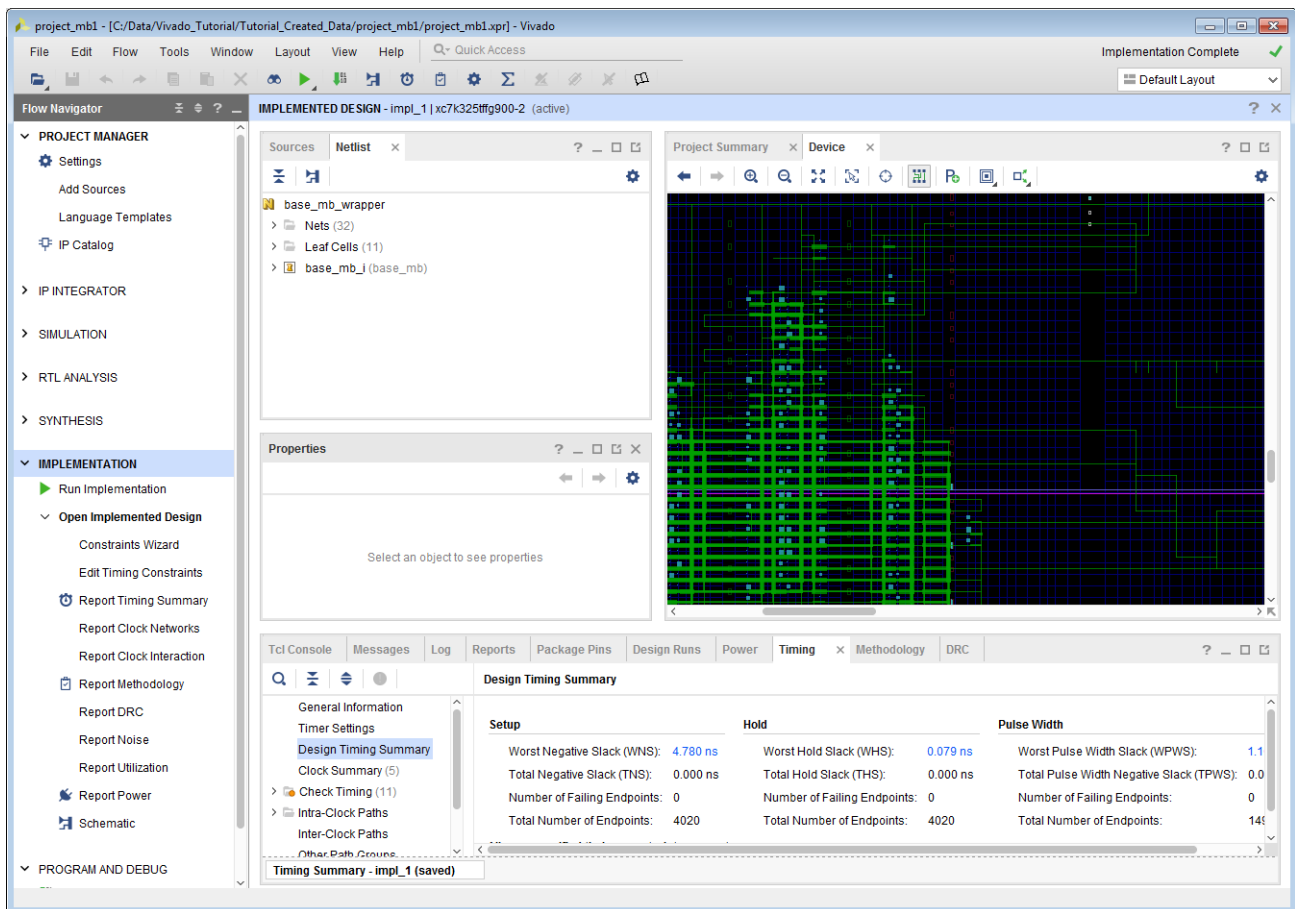 project_mb1 - [C:/Data/Vivado_Tutorial/Tutorial_Created_Data/project_mb1/project_mb1.xpr] - Vivado
File Edit Flow Tools Window Layout View Help Quick Access Implementation Complete
Default Layout
Flow Navigator
PROJECT MANAGER
Settings
Add Sources
Language Templates
IP Catalog
IP INTEGRATOR
SIMULATION
RTL ANALYSIS
SYNTHESIS
IMPLEMENTATION
Run Implementation
Open Implemented Design
Constraints Wizard
Edit Timing Constraints
Report Timing Summary
Report Clock Networks
Report Clock Interaction
Report Methodology
Report DRC
Report Noise
Report Utilization
Report Power
Schematic
PROGRAM AND DEBUG
IMPLEMENTED DESIGN - impl_1 | xc7k325tffg900-2 (active)
Sources Netlist
base_mb_wrapper
Nets (32)
Leaf Cells (11)
base_mb_i (base_mb)
Properties
Select an object to see properties
Project Summary Device
Tcl Console Messages Log Reports Package Pins Design Runs Power Timing Methodology DRC
General Information
Timer Settings
Design Timing Summary
Clock Summary (5)
Check Timing (11)
Intra-Clock Paths
Inter-Clock Paths
Other Path Groups
Design Timing Summary
Setup Hold Pulse Width
Worst Negative Slack (WNS): 4.780 ns Worst Hold Slack (WHS): 0.079 ns Worst Pulse Width Slack (WPWS): 1.1
Total Negative Slack (TNS): 0.000 ns Total Hold Slack (THS): 0.000 ns Total Pulse Width Negative Slack (TPWS): 0.0
Number of Failing Endpoints: 0 Number of Failing Endpoints: 0 Number of Failing Endpoints: 0
Total Number of Endpoints: 4020 Total Number of Endpoints: 4020 Total Number of Endpoints: 149
Timing Summary - impl_1 (saved)